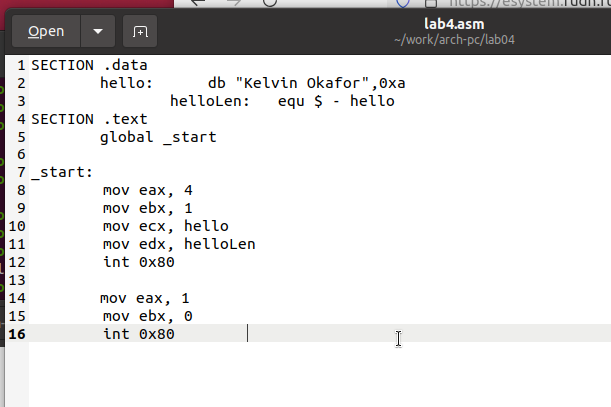 https://esystem.rudn.r
Open
lab4.asm
~/work/arch-pc/lab04
1 SECTION .data
2 hello: db "Kelvin Okafor",0xa
3 helloLen: equ $ - hello
4 SECTION .text
5 global _start
6
7 _start:
8 mov eax, 4
9 mov ebx, 1
10 mov ecx, hello
11 mov edx, helloLen
12 int 0x80
13
14 mov eax, 1
15 mov ebx, 0
16 int 0x80